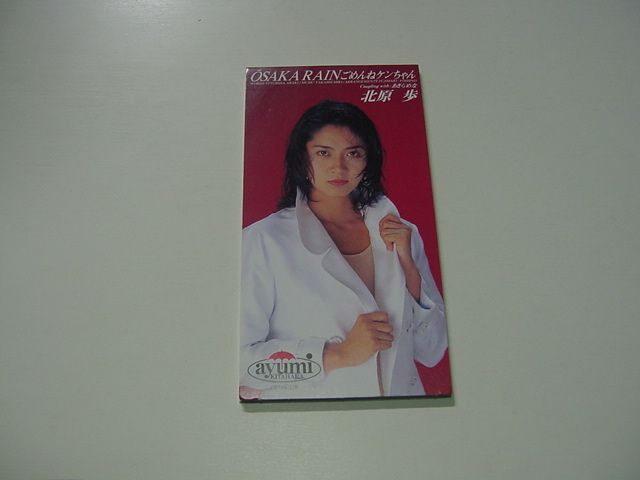 OSAKA RAINごめんねケンちゃん
Coupling with: あきらめな
北原 歩
ayumi
KITAHARA